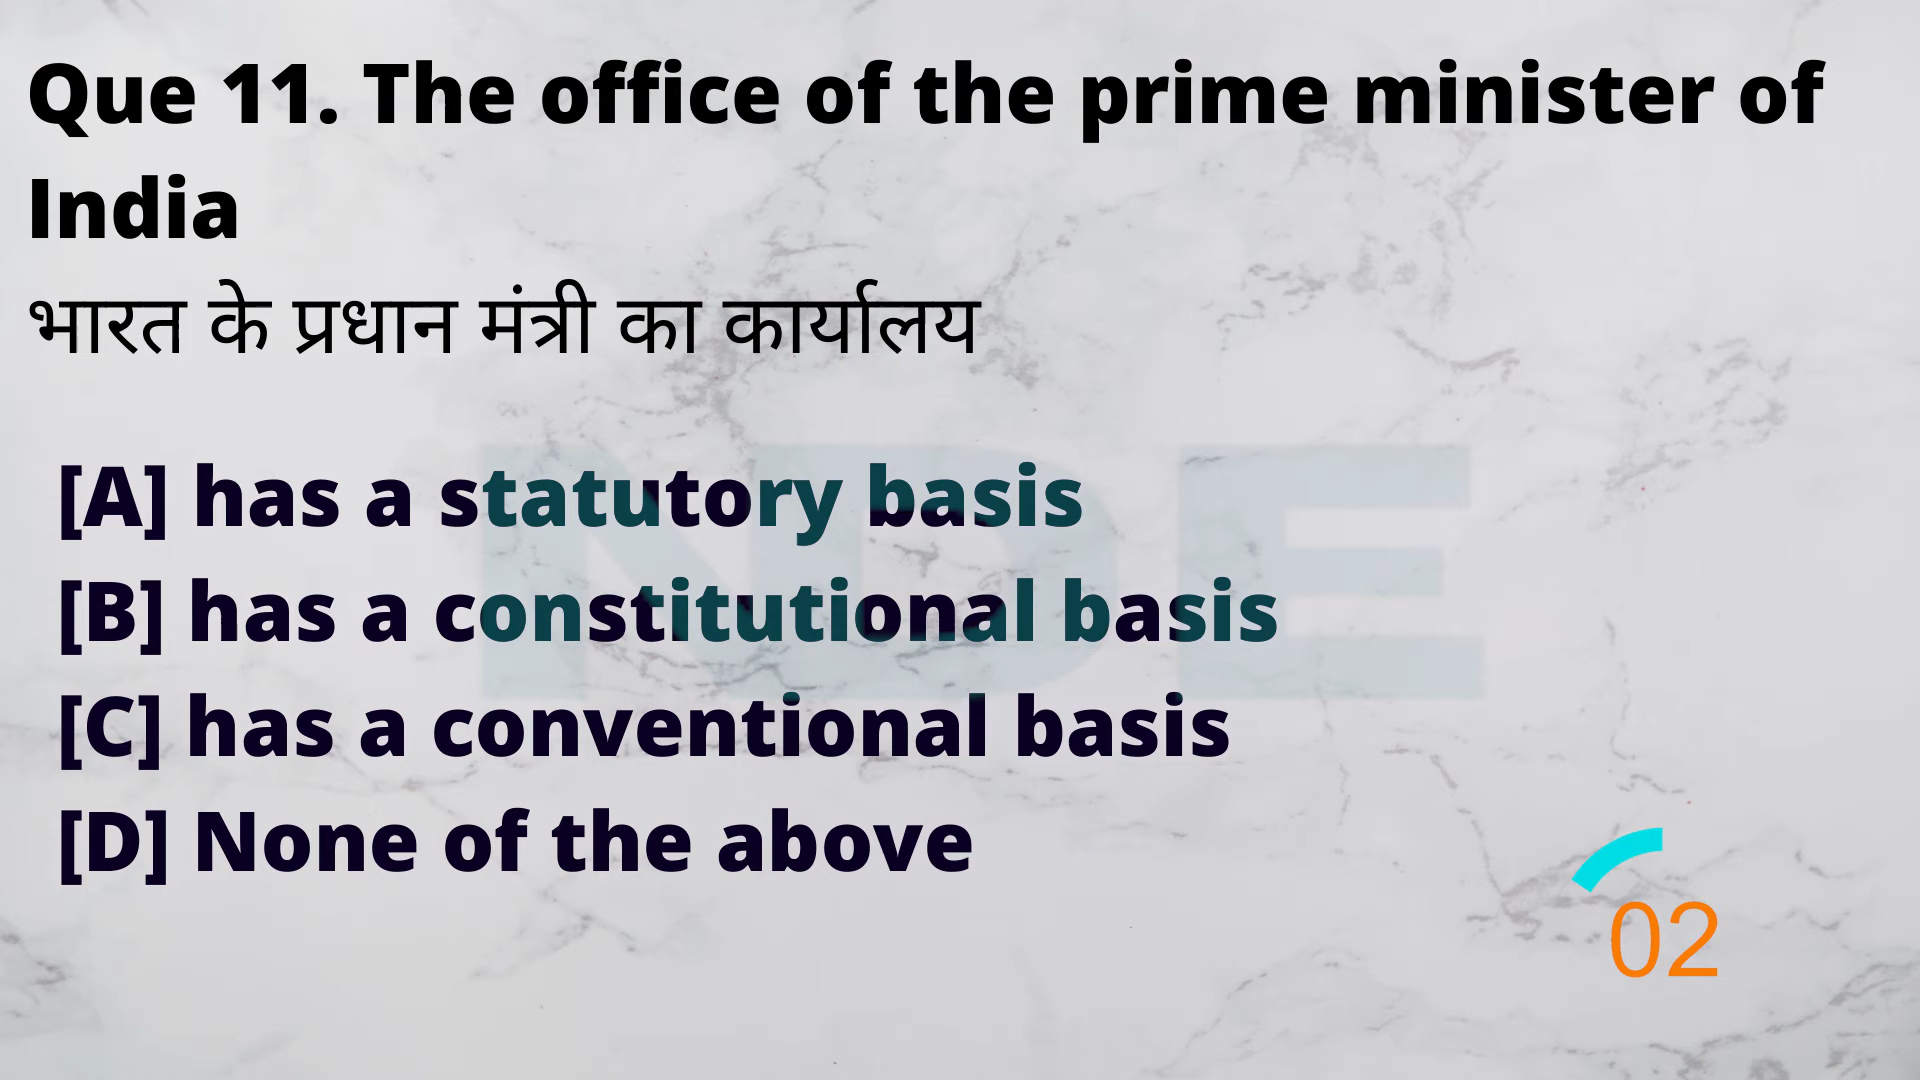 Que 11. The office of the prime minister of
India
भारत के प्रधान मंत्री का कार्यालय
[A] has a statutory basis
[B] has a constitutional basis
[C] has a conventional basis
[D] None of the above
02
NDE